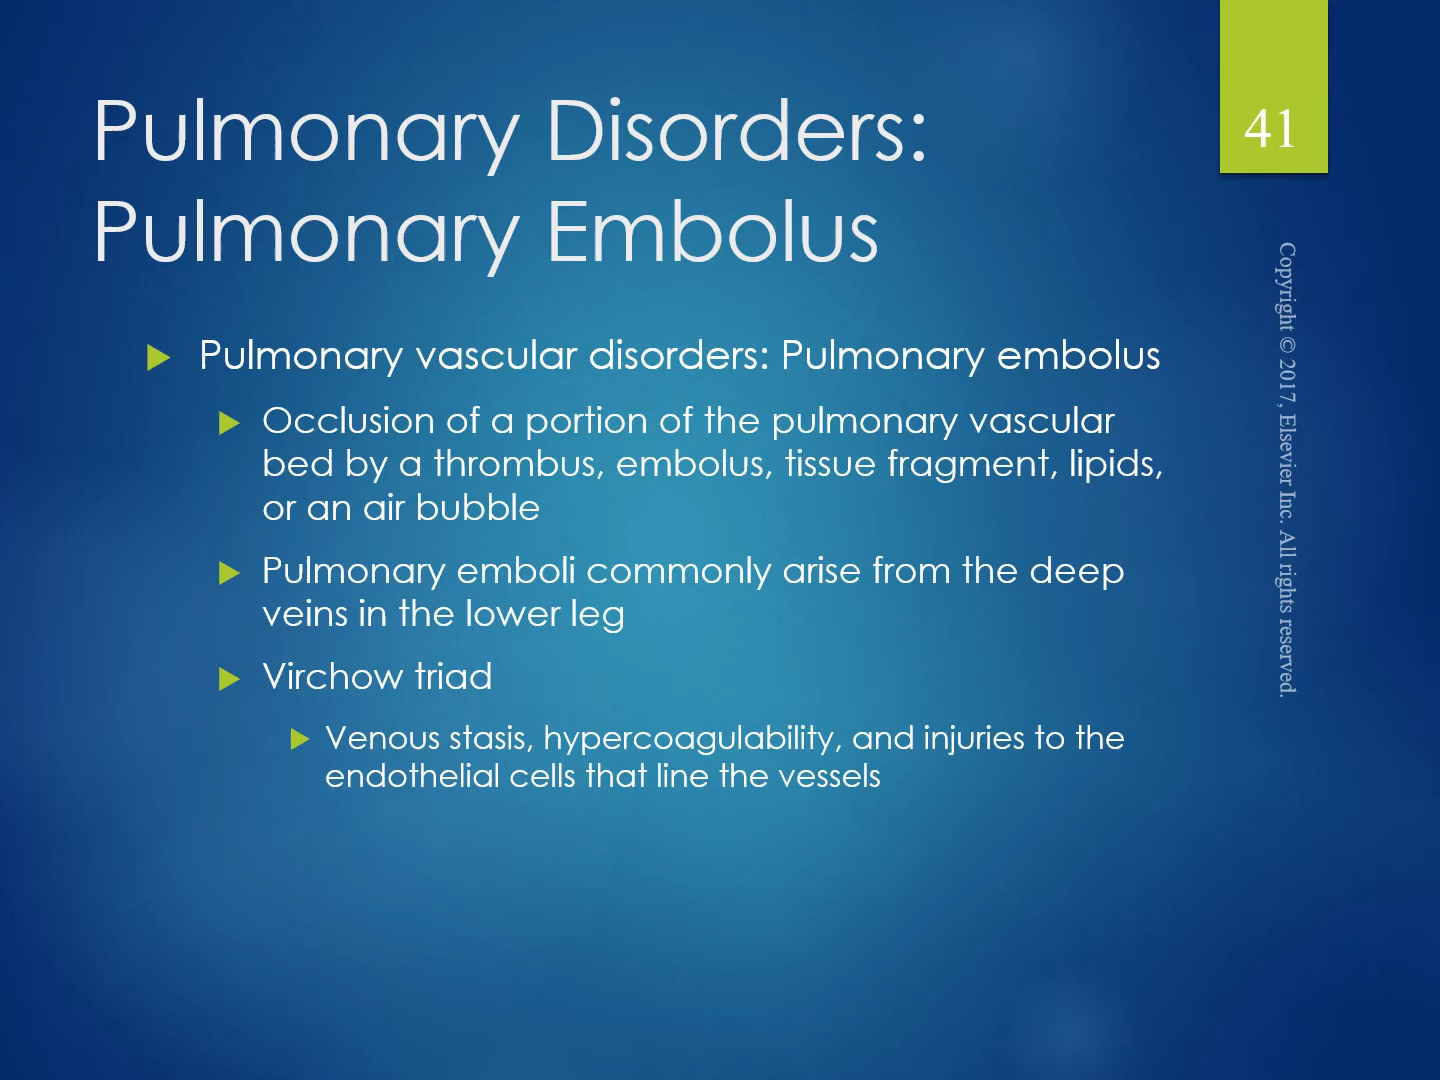 Pulmonary Disorders:
Pulmonary Embolus
41
Pulmonary vascular disorders: Pulmonary embolus
Occlusion of a portion of the pulmonary vascular
bed by a thrombus, embolus, tissue fragment, lipids,
or an air bubble
Pulmonary emboli commonly arise from the deep
veins in the lower leg
Virchow triad
Venous stasis, hypercoagulability, and injuries to the
endothelial cells that line the vessels
Copyright © 2017, Elsevier Inc. All rights reserved.